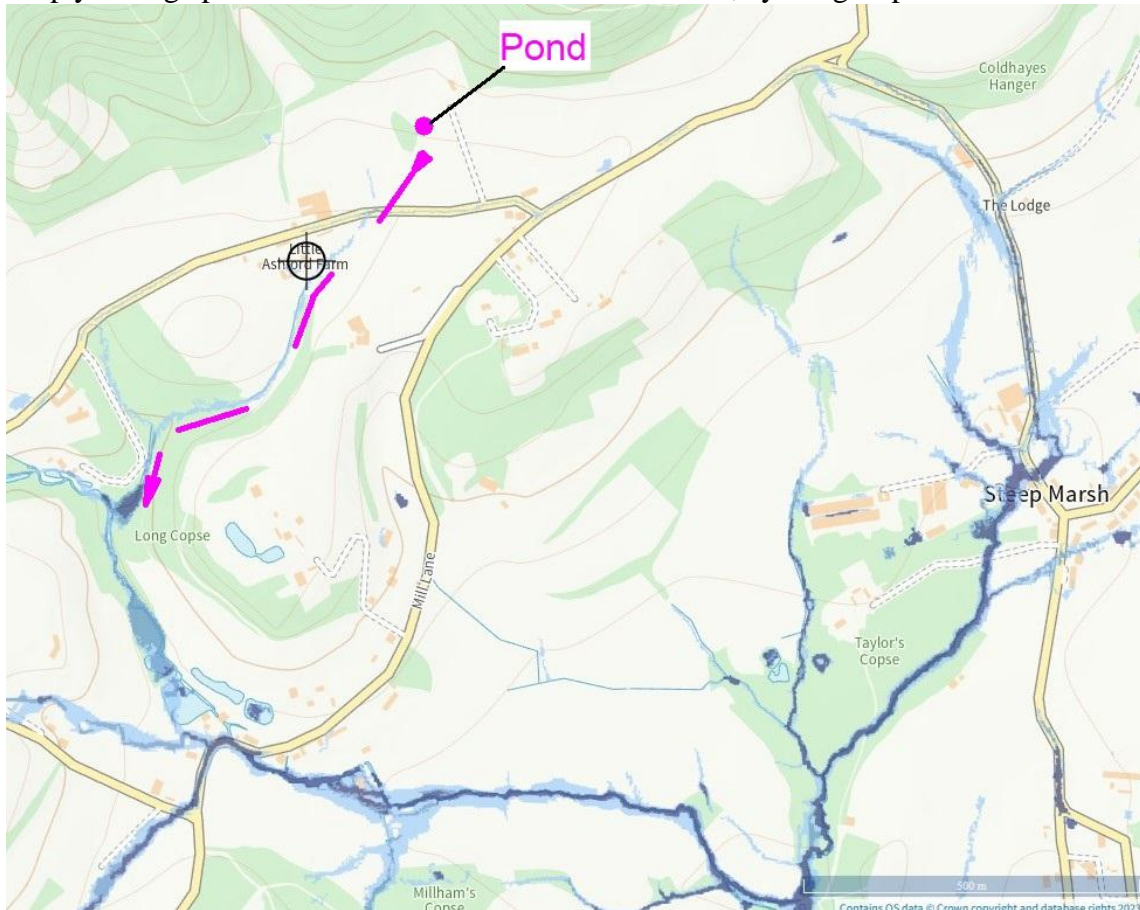 Pond
Coldhayes
Hanger
The Lodge
Little
Ashford Farm
Steep Marsh
Long Copse
Mill Lane
Taylor's
Copse
Millham's
Copse
500 m
Contains OS data © Crown copyright and database rights 2023